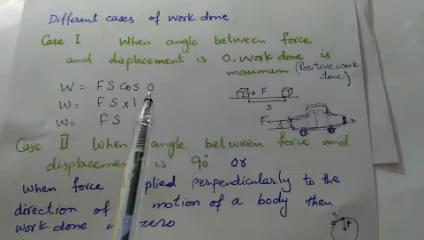 Different cases of work done.
Case I When angle between force
and displacement is 0, work done is
maximum (Positive work done)
W = F S cos 0
W = F S × 1
W = F S
F
S
F
Case II When angle between force and
displacement is 90° or
When force plied perpendicularly to the
direction of motion of a body then
work done zero